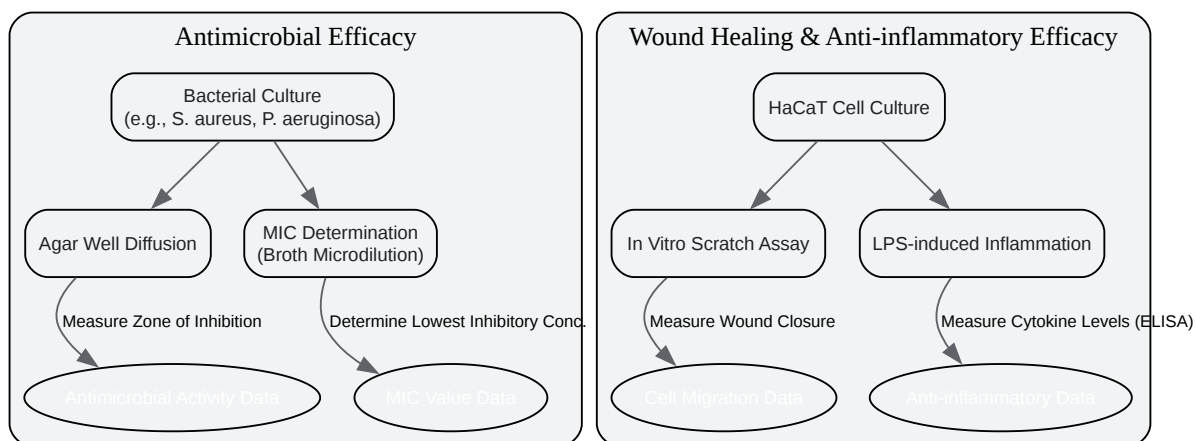 Antimicrobial Efficacy
Bacterial Culture
(e.g., S. aureus, P. aeruginosa)
Agar Well Diffusion
MIC Determination
(Broth Microdilution)
Measure Zone of Inhibition
Determine Lowest Inhibitory Conc.
Antimicrobial Activity Data
MIC Value Data
Wound Healing & Anti-inflammatory Efficacy
HaCaT Cell Culture
In Vitro Scratch Assay
LPS-induced Inflammation
Measure Wound Closure
Measure Cytokine Levels (ELISA)
Cell Migration Data
Anti-inflammatory Data